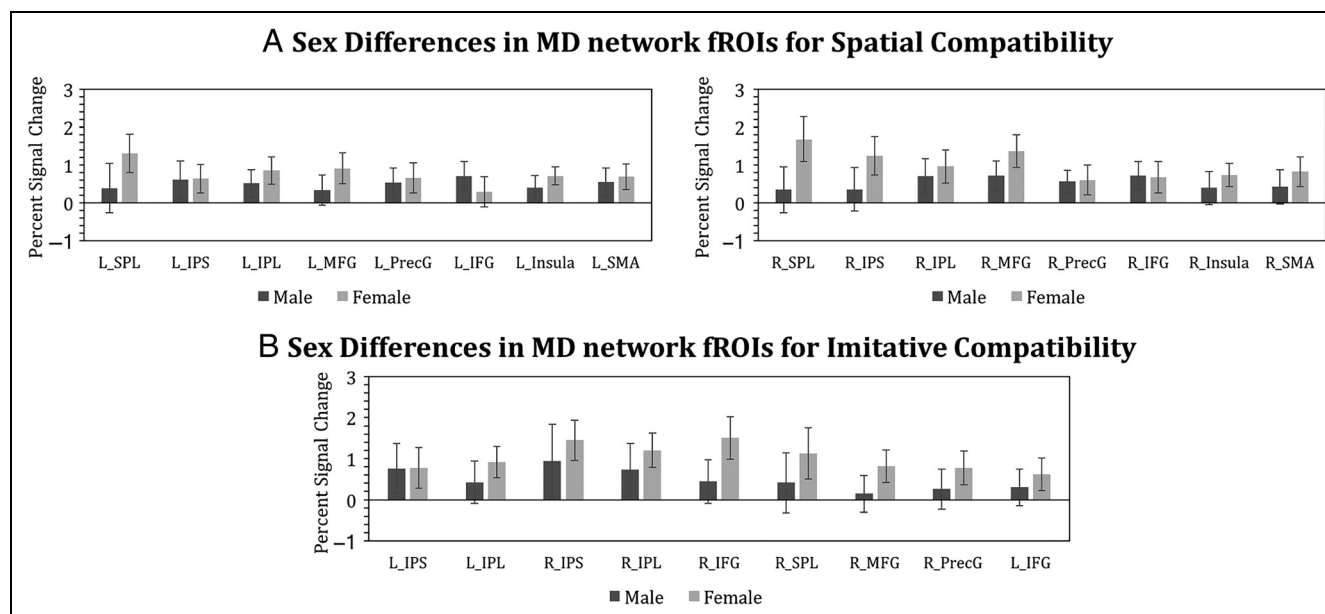 A Sex Differences in MD network fROIs for Spatial Compatibility
Percent Signal Change
3
2
1
0
−1
L_SPL L_IPS L_IPL L_MFG L_PrecG L_IFG L_Insula L_SMA
Male Female
Percent Signal Change
3
2
1
0
−1
R_SPL R_IPS R_IPL R_MFG R_PrecG R_IFG R_Insula R_SMA
Male Female
B Sex Differences in MD network fROIs for Imitative Compatibility
Percent Signal Change
3
2
1
0
−1
L_IPS L_IPL R_IPS R_IPL R_IFG R_SPL R_MFG R_PrecG L_IFG
Male Female